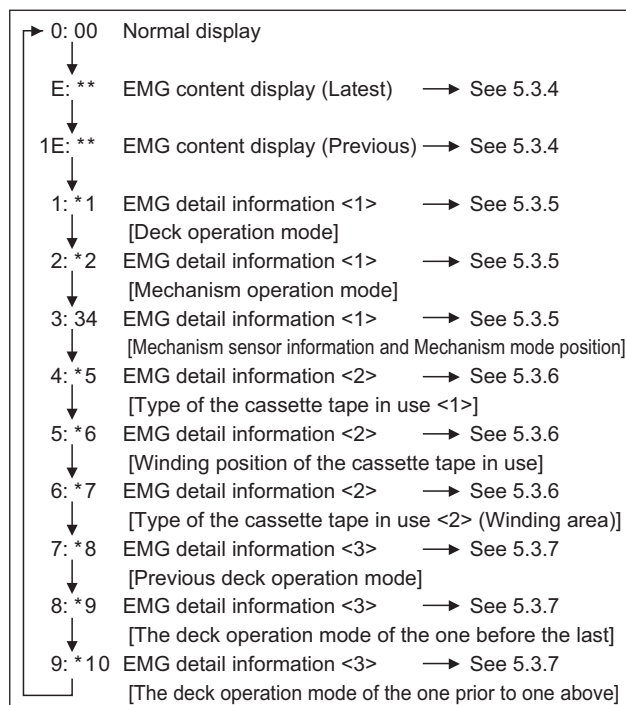 0: 00 Normal display
E: ** EMG content display (Latest) → See 5.3.4
1E: ** EMG content display (Previous) → See 5.3.4
1: *1 EMG detail information <1> → See 5.3.5
[Deck operation mode]
2: *2 EMG detail information <1> → See 5.3.5
[Mechanism operation mode]
3: 34 EMG detail information <1> → See 5.3.5
[Mechanism sensor information and Mechanism mode position]
4: *5 EMG detail information <2> → See 5.3.6
[Type of the cassette tape in use <1>]
5: *6 EMG detail information <2> → See 5.3.6
[Winding position of the cassette tape in use]
6: *7 EMG detail information <2> → See 5.3.6
[Type of the cassette tape in use <2> (Winding area)]
7: *8 EMG detail information <3> → See 5.3.7
[Previous deck operation mode]
8: *9 EMG detail information <3> → See 5.3.7
[The deck operation mode of the one before the last]
9: *10 EMG detail information <3> → See 5.3.7
[The deck operation mode of the one prior to one above]